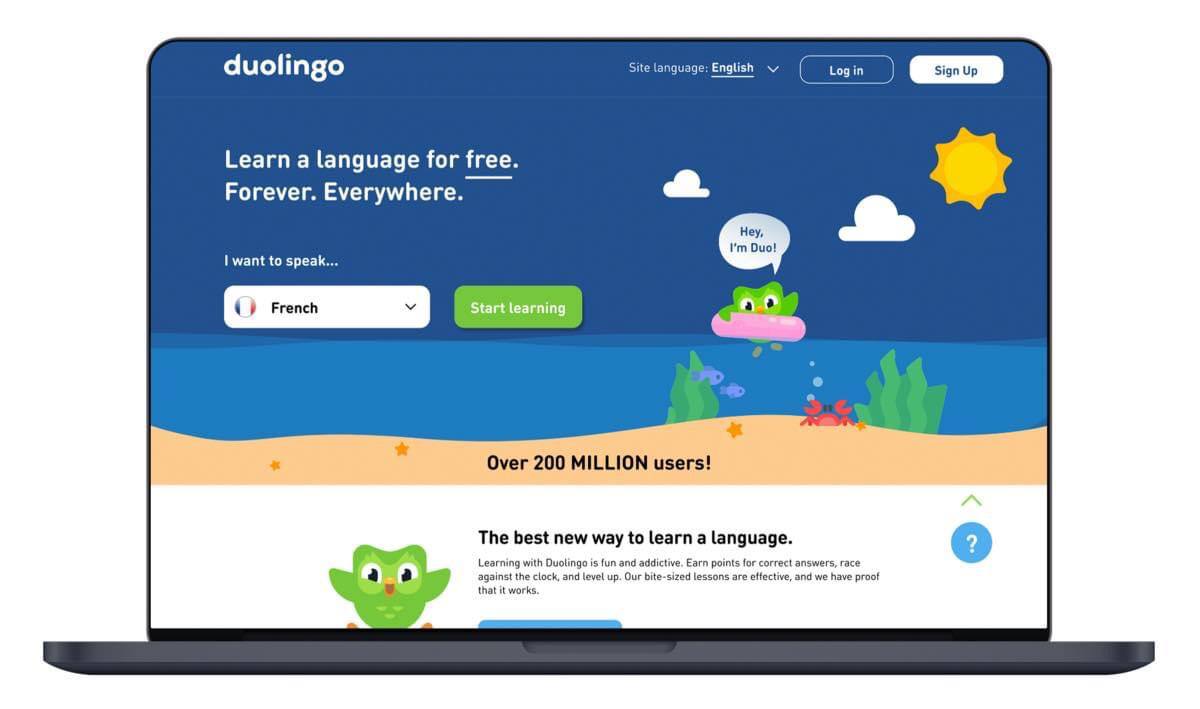 duolingo
Site language: English
Log in
Sign Up
Learn a language for free.
Forever. Everywhere.
Hey,
I'm Duo!
I want to speak...
French
Start learning
Over 200 MILLION users!
The best new way to learn a language.
Learning with Duolingo is fun and addictive. Earn points for correct answers, race
against the clock, and level up. Our bite-sized lessons are effective, and we have proof
that it works.
?